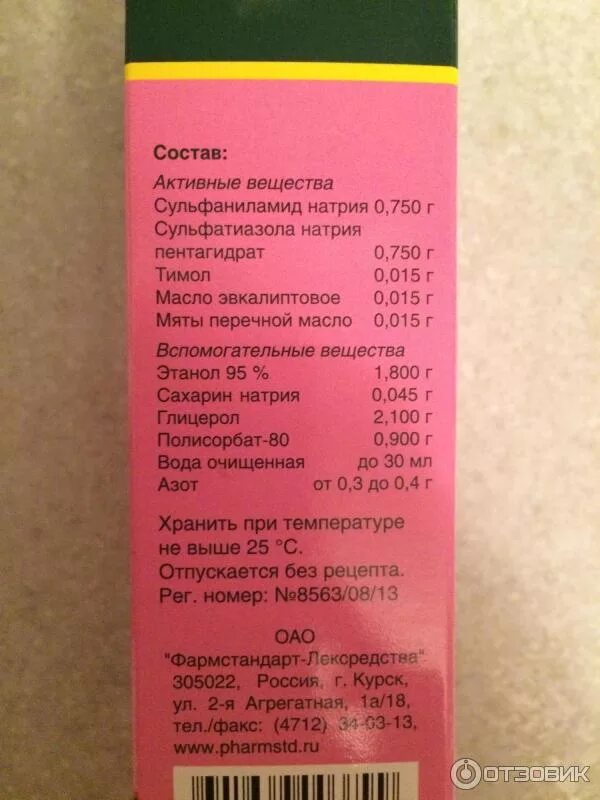 Состав:
Активные вещества
Сульфаниламид натрия 0,750 г
Сульфатиазола натрия
пентагидрат 0,750 г
Тимол 0,015 г
Масло эвкалиптовое 0,015 г
Мяты перечной масло 0,015 г
Вспомогательные вещества
Этанол 95 % 1,800 г
Сахарин натрия 0,045 г
Глицерол 2,100 г
Полисорбат-80 0,900 г
Вода очищенная до 30 мл
Азот от 0,3 до 0,4 г
Хранить при температуре
не выше 25 °С.
Отпускается без рецепта.
Рег. номер: №8563/08/13
ОАО
"Фармстандарт-Лексредства"
305022, Россия, г. Курск,
ул. 2-я Агрегатная, 1а/18,
тел./факс: (4712) 34-03-13,
www.pharmstd.ru
ОТЗОВИК